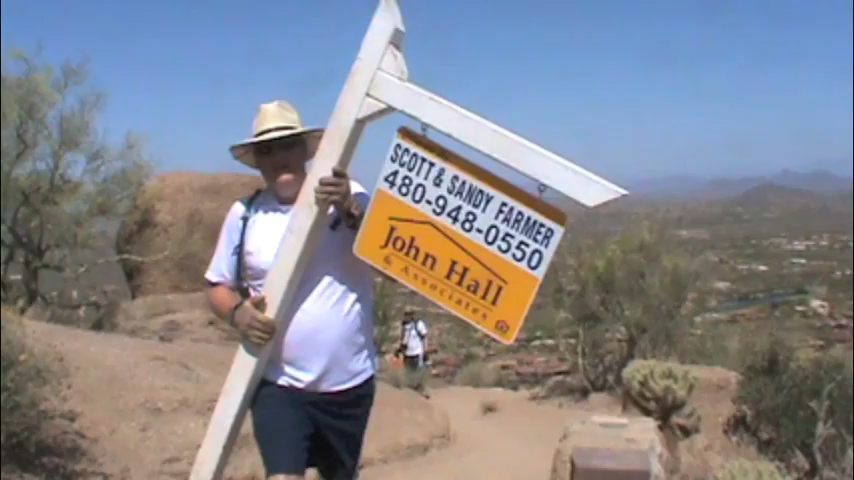 SCOTT & SANDY FARMER
480-948-0550
John Hall
& Associates